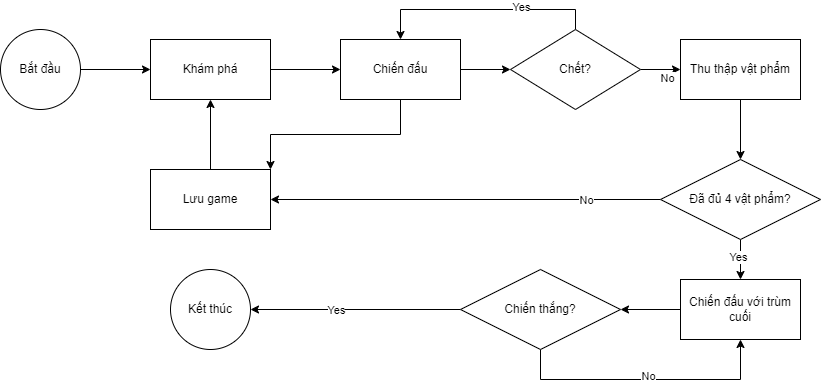 Yes
Bắt đầu
Khám phá
Chiến đấu
Chết?
No
Thu thập vật phẩm
Lưu game
No
Đã đủ 4 vật phẩm?
Yes
Kết thúc
Yes
Chiến thắng?
Chiến đấu với trùm
cuối
No